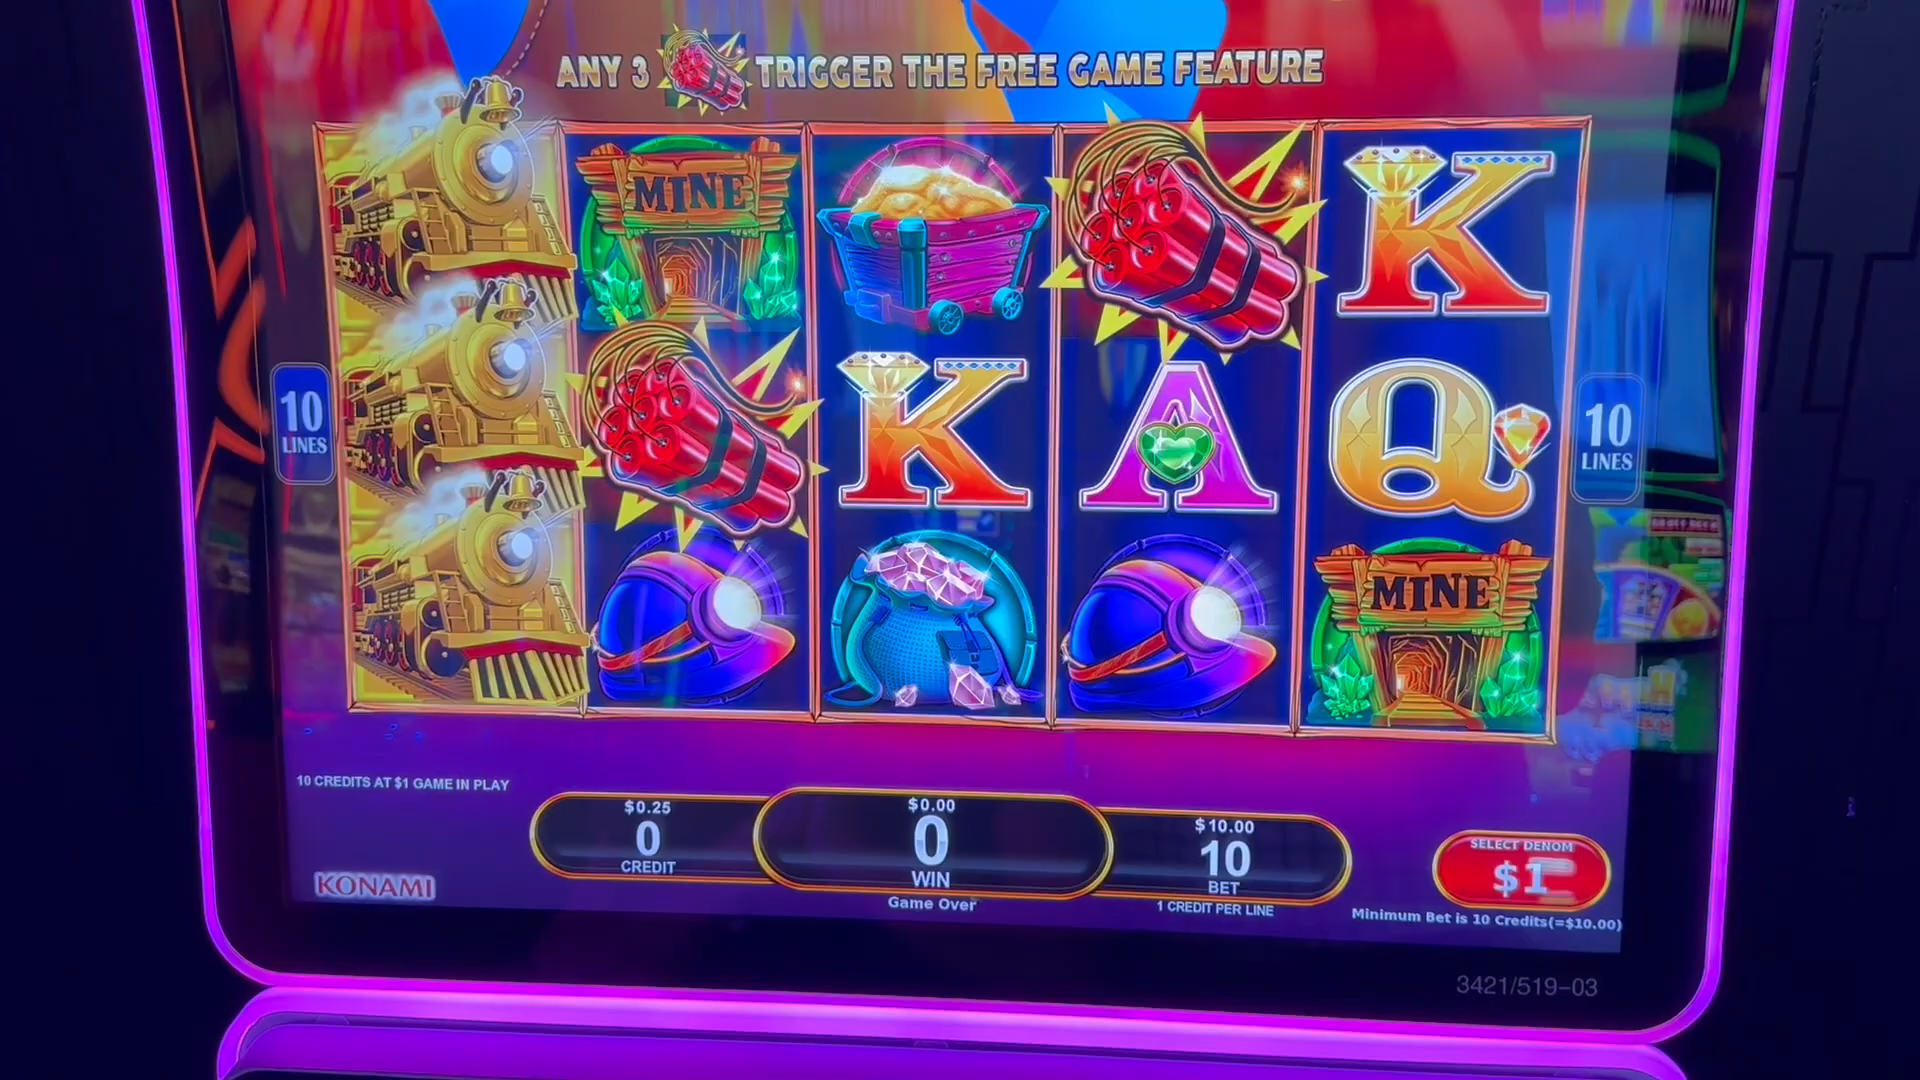 ANY 3 TRIGGER THE FREE GAME FEATURE
MINE
K
10
LINES
K
A
Q
10
LINES
MINE
10 CREDITS AT $1 GAME IN PLAY
$0.25
0
CREDIT
$0.00
0
WIN
Game Over
$10.00
10
BET
1 CREDIT PER LINE
SELECT DENOM
$1
Minimum Bet is 10 Credits(=$10.00)
KONAMI
3421/519-03